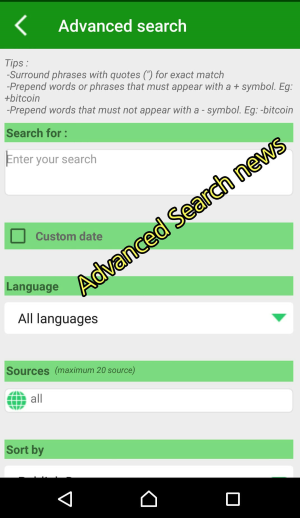 Advanced search
Tips :
-Surround phrases with quotes (") for exact match
-Prepend words or phrases that must appear with a + symbol. Eg:
+bitcoin
-Prepend words that must not appear with a - symbol. Eg: -bitcoin
Search for :
Enter your search
Advanced Search news
Custom date
Language
All languages
Sources (maximum 20 source)
all
Sort by